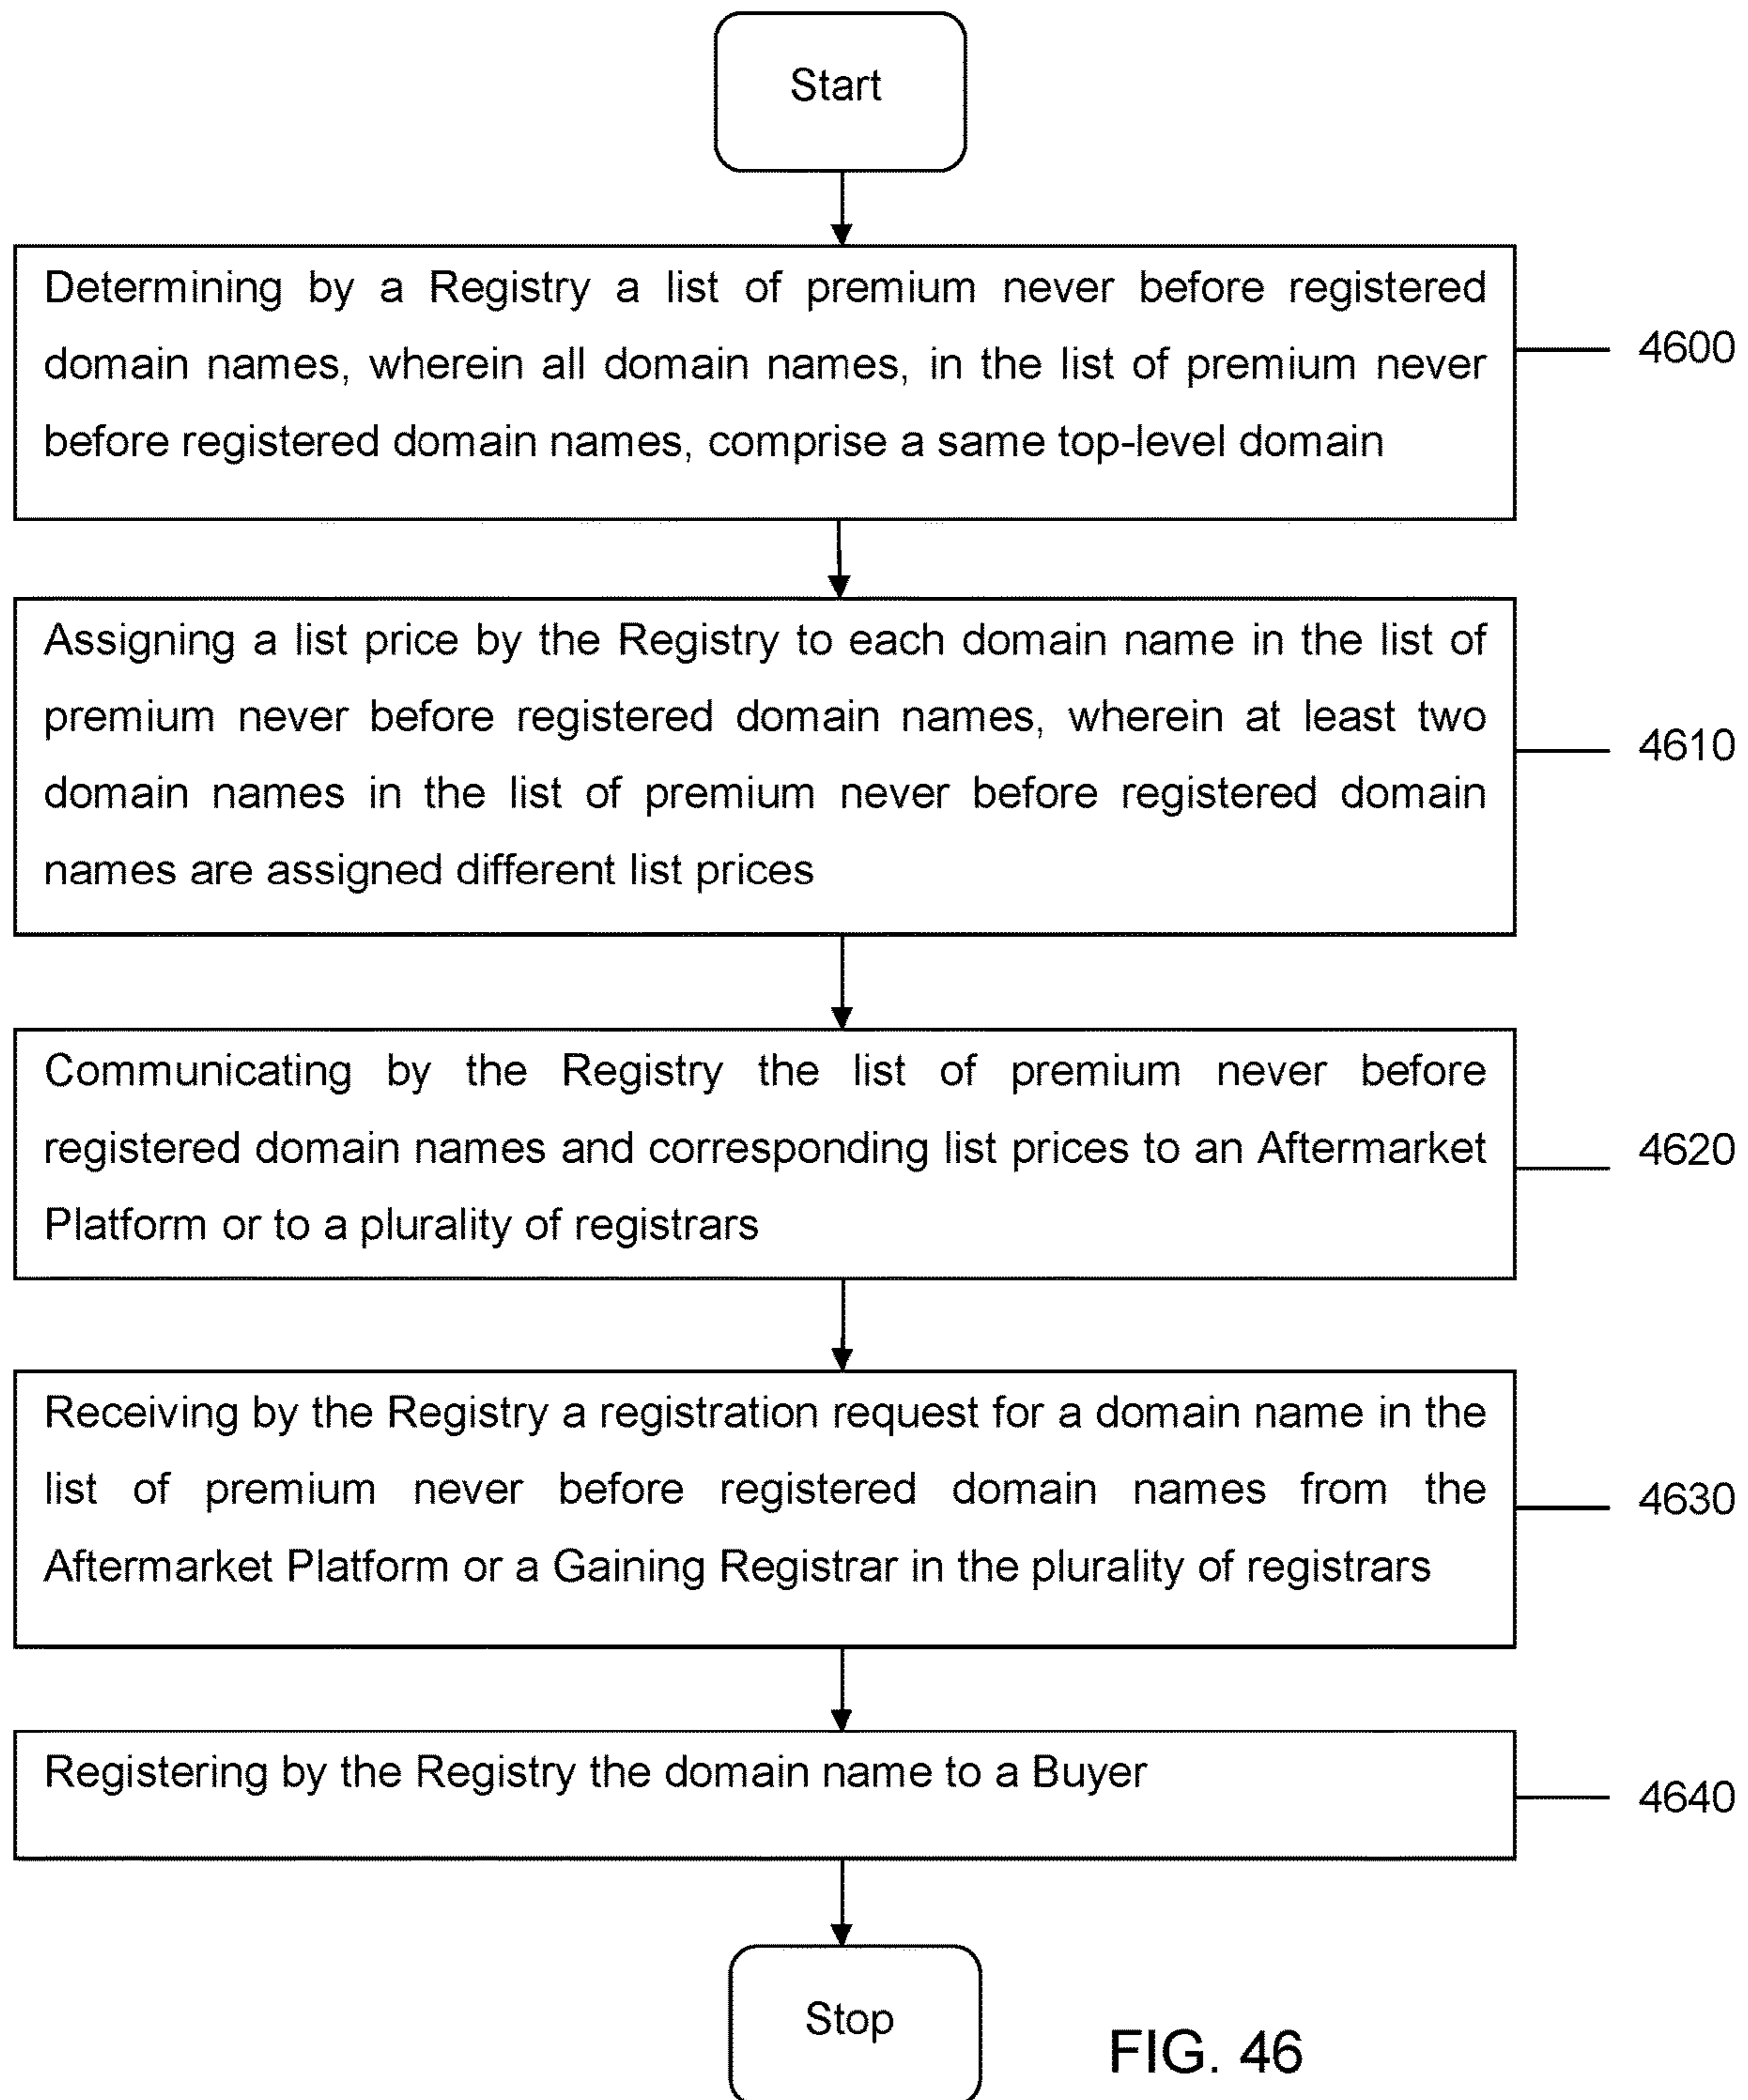 Start
Determining by a Registry a list of premium never before registered
domain names, wherein all domain names, in the list of premium never
before registered domain names, comprise a same top-level domain
4600
Assigning a list price by the Registry to each domain name in the list of
premium never before registered domain names, wherein at least two
domain names in the list of premium never before registered domain
names are assigned different list prices
4610
Communicating by the Registry the list of premium never before
registered domain names and corresponding list prices to an Aftermarket
Platform or to a plurality of registrars
4620
Receiving by the Registry a registration request for a domain name in the
list of premium never before registered domain names from the
Aftermarket Platform or a Gaining Registrar in the plurality of registrars
4630
Registering by the Registry the domain name to a Buyer
4640
Stop
FIG. 46